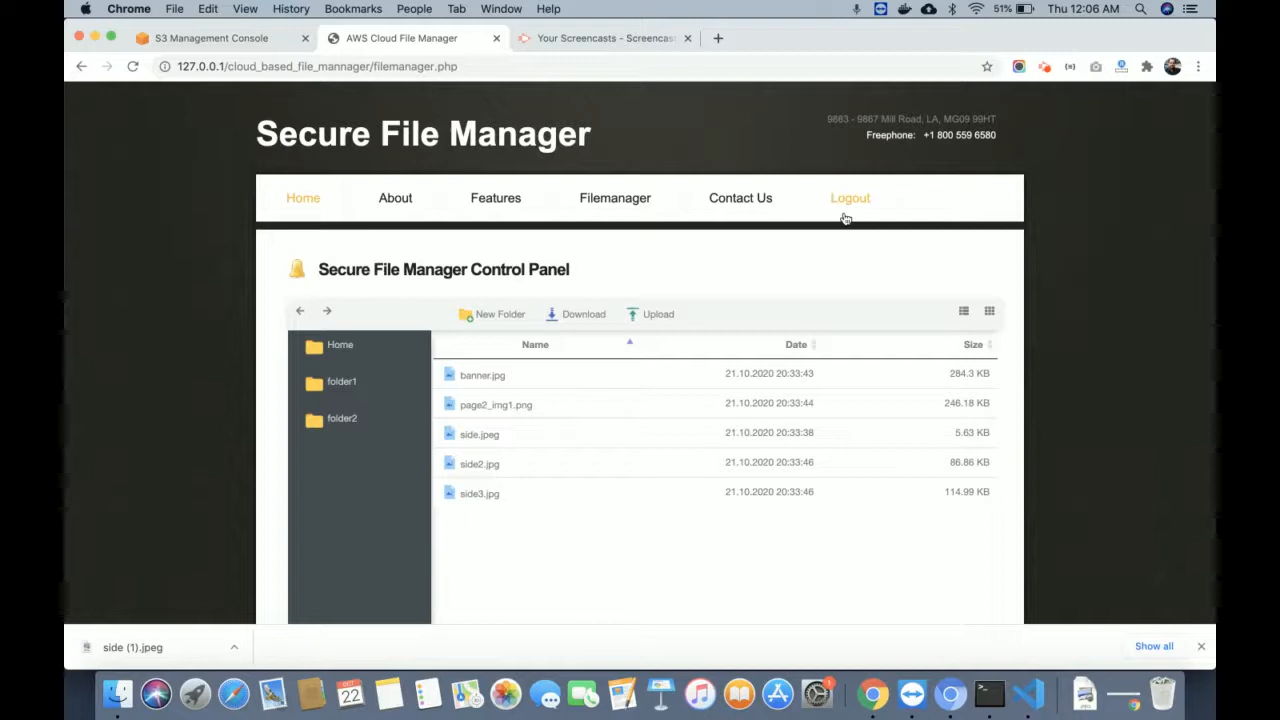 Chrome File Edit View History Bookmarks People Tab Window Help 51% Thu 12:06 AM
S3 Management Console AWS Cloud File Manager Your Screencasts - Screencas
127.0.0.1/cloud_based_file_mannager/filemanager.php
Secure File Manager
9863 - 9867 Mill Road, LA, MG09 99HT
Freephone: +1 800 559 6580
Home About Features Filemanager Contact Us Logout
Secure File Manager Control Panel
New Folder Download Upload
Home
folder1
folder2
Name Date Size
banner.jpg 21.10.2020 20:33:43 284.3 KB
page2_img1.png 21.10.2020 20:33:44 246.18 KB
side.jpeg 21.10.2020 20:33:38 5.63 KB
side2.jpg 21.10.2020 20:33:46 86.86 KB
side3.jpg 21.10.2020 20:33:46 114.99 KB
side (1).jpeg Show all
OCT
22
1